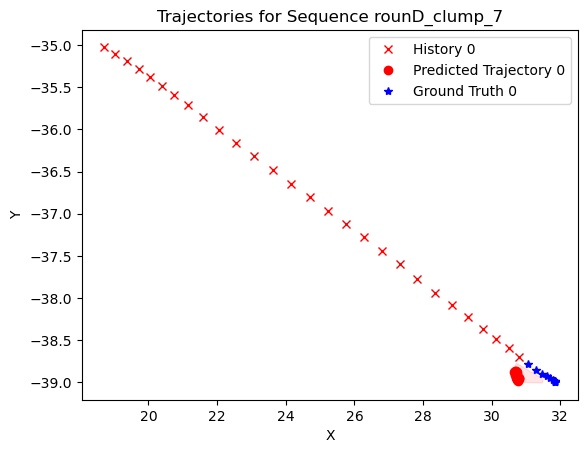 Trajectories for Sequence rounD_clump_7
History 0
Predicted Trajectory 0
Ground Truth 0
Y
−35.0
−35.5
−36.0
−36.5
−37.0
−37.5
−38.0
−38.5
−39.0
20 22 24 26 28 30 32
X